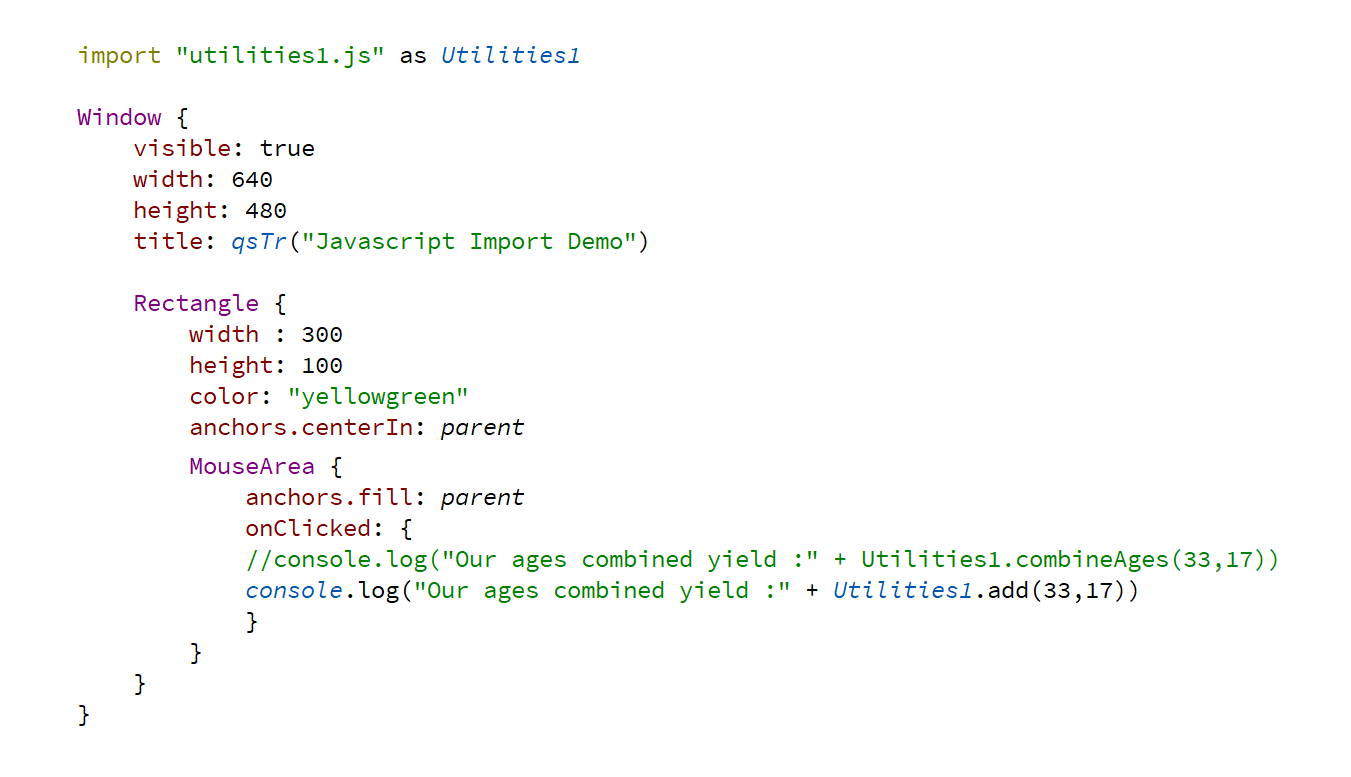 import "utilities1.js" as Utilities1
Window {
visible: true
width: 640
height: 480
title: qsTr("Javascript Import Demo")
Rectangle {
width : 300
height: 100
color: "yellowgreen"
anchors.centerIn: parent
MouseArea {
anchors.fill: parent
onClicked: {
//console.log("Our ages combined yield :" + Utilities1.combineAges(33,17))
console.log("Our ages combined yield :" + Utilities1.add(33,17))
}
}
}
}